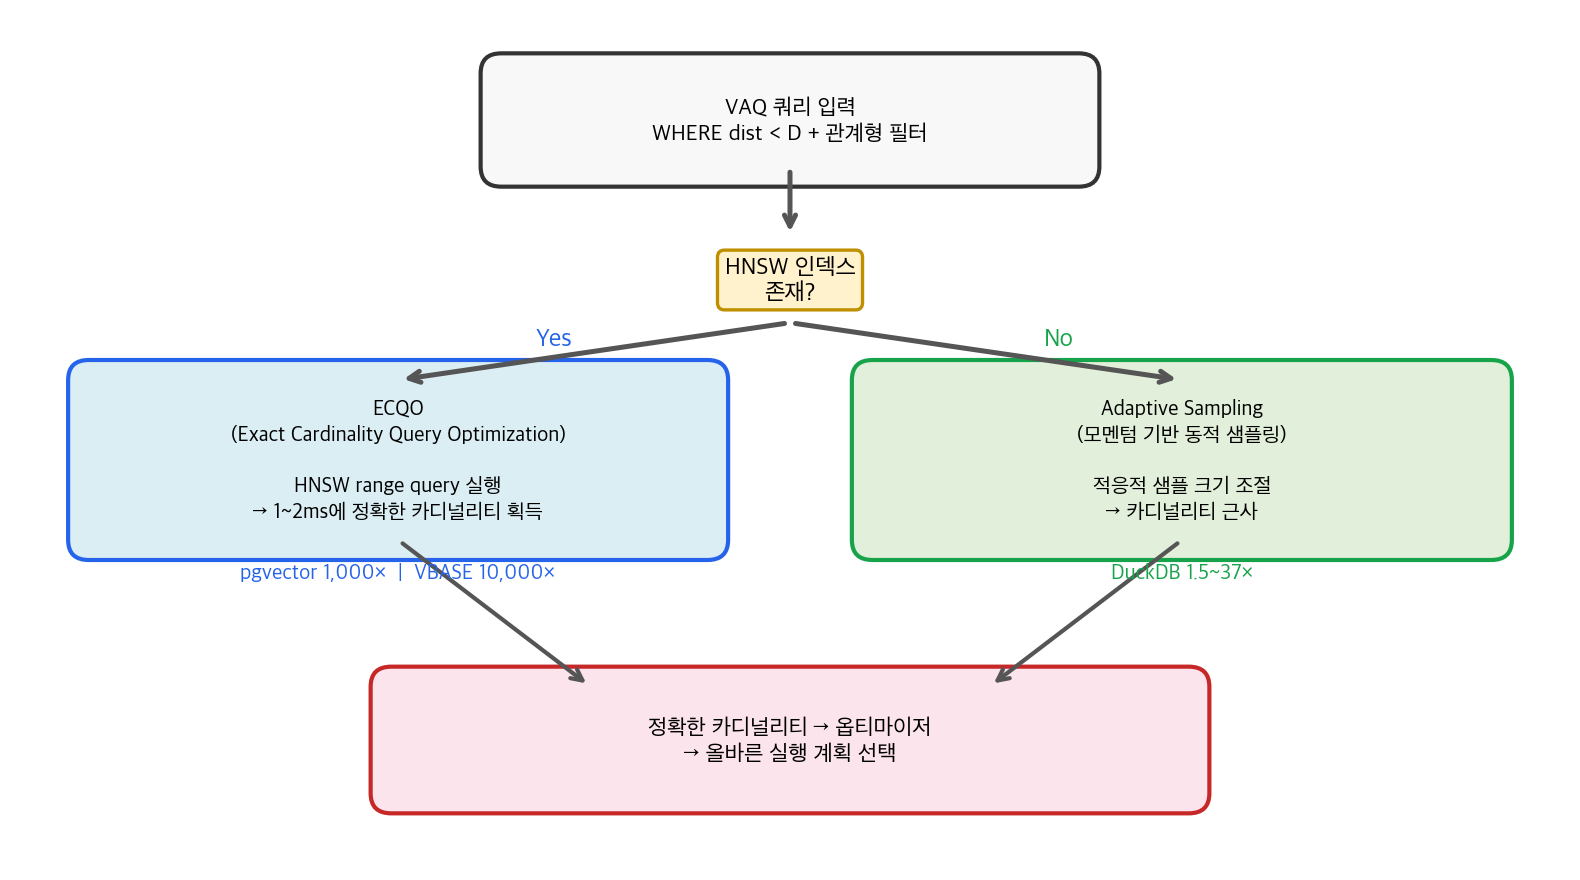 VAQ 쿼리 입력
WHERE dist < D + 관계형 필터
HNSW 인덱스
존재?
Yes
No
ECQO
(Exact Cardinality Query Optimization)
HNSW range query 실행
→ 1~2ms에 정확한 카디널리티 획득
pgvector 1,000× | VBASE 10,000×
Adaptive Sampling
(모멘텀 기반 동적 샘플링)
적응적 샘플 크기 조절
→ 카디널리티 근사
DuckDB 1.5~37×
정확한 카디널리티 → 옵티마이저
→ 올바른 실행 계획 선택